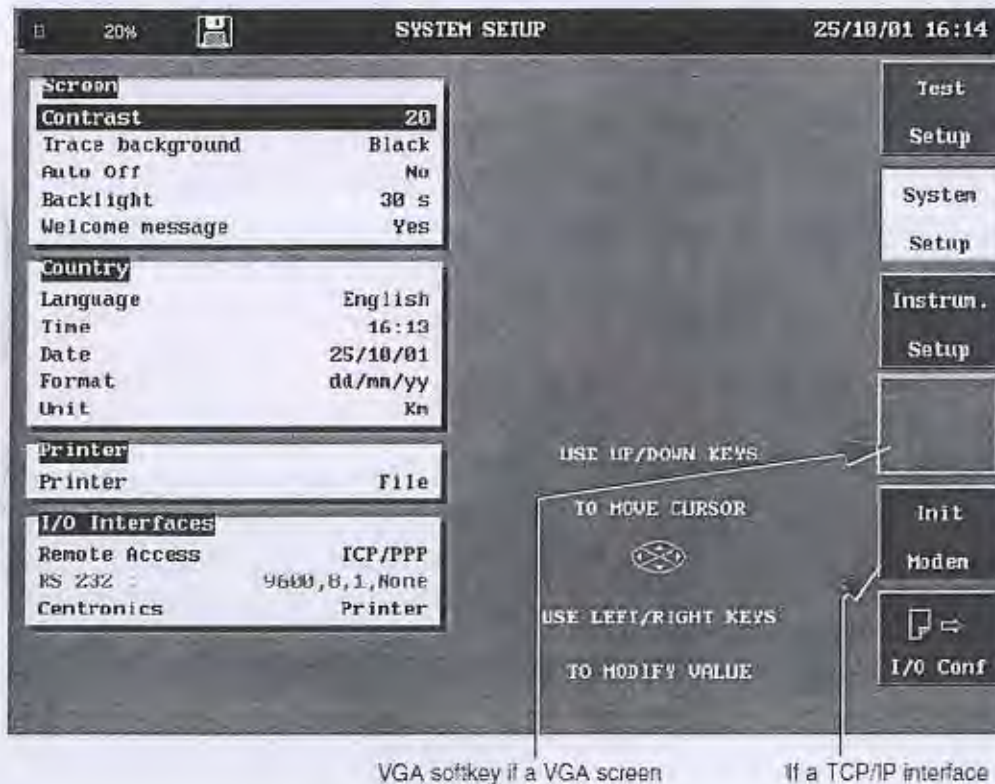 20% SYSTEM SETUP 25/10/01 16:14
Screen
Contrast 20
Trace background Black
Auto Off No
Backlight 30 s
Welcome message Yes
Country
Language English
Time 16:13
Date 25/10/01
Format dd/mm/yy
Unit Km
Printer
Printer File
I/O Interfaces
Remote Access TCP/PPP
RS 232 : 9600,8,1,None
Centronics Printer
USE UP/DOWN KEYS
TO MOVE CURSOR
USE LEFT/RIGHT KEYS
TO MODIFY VALUE
Test
Setup
System
Setup
Instrum.
Setup
Init
Modem
I/O Conf
VGA softkey if a VGA screen
If a TCP/IP interface